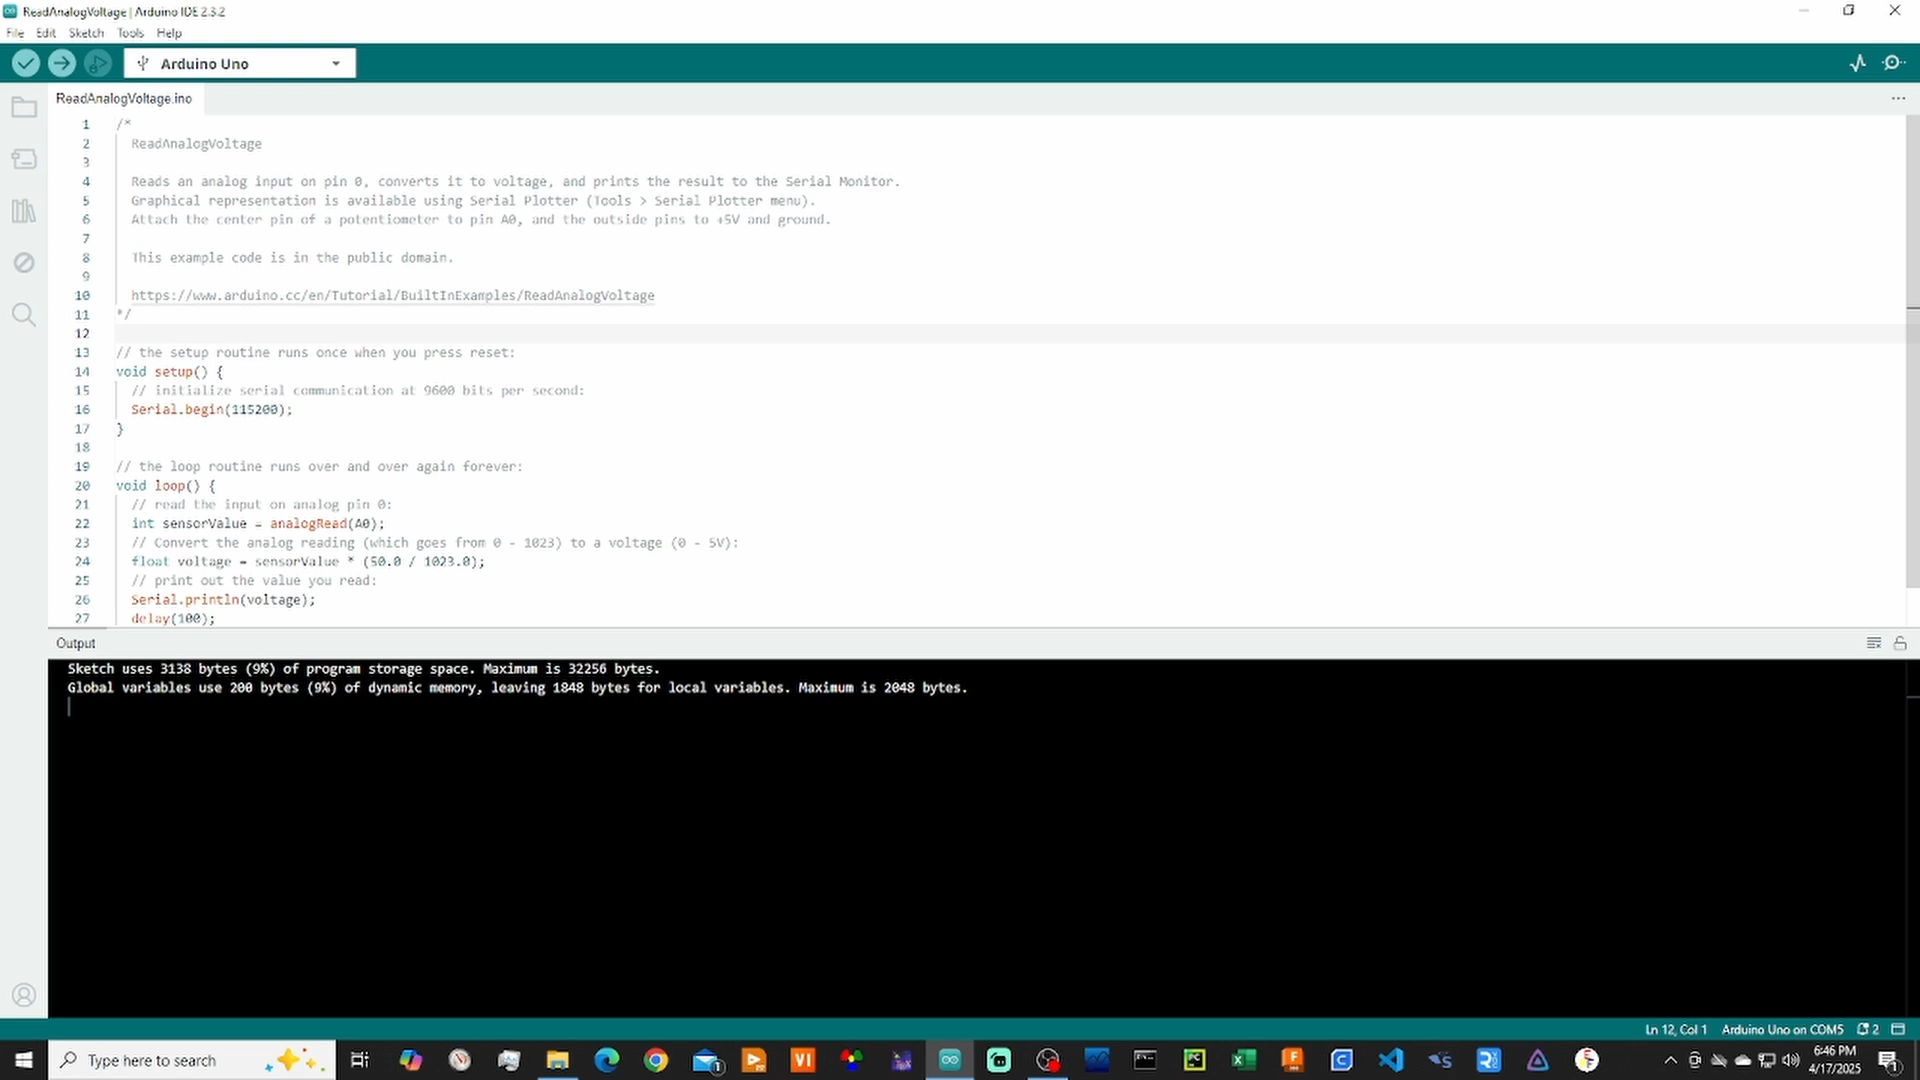 ReadAnalogVoltage | Arduino IDE 2.3.2
File Edit Sketch Tools Help
Arduino Uno
ReadAnalogVoltage.ino
1 /*
2 ReadAnalogVoltage
3
4 Reads an analog input on pin 0, converts it to voltage, and prints the result to the Serial Monitor.
5 Graphical representation is available using Serial Plotter (Tools > Serial Plotter menu).
6 Attach the center pin of a potentiometer to pin A0, and the outside pins to +5V and ground.
7
8 This example code is in the public domain.
9
10 https://www.arduino.cc/en/Tutorial/BuiltInExamples/ReadAnalogVoltage
11 */
12
13 // the setup routine runs once when you press reset:
14 void setup() {
15 // initialize serial communication at 9600 bits per second:
16 Serial.begin(115200);
17 }
18
19 // the loop routine runs over and over again forever:
20 void loop() {
21 // read the input on analog pin 0:
22 int sensorValue = analogRead(A0);
23 // Convert the analog reading (which goes from 0 - 1023) to a voltage (0 - 5V):
24 float voltage = sensorValue * (50.0 / 1023.0);
25 // print out the value you read:
26 Serial.println(voltage);
27 delay(100);
Output
Sketch uses 3138 bytes (9%) of program storage space. Maximum is 32256 bytes.
Global variables use 200 bytes (9%) of dynamic memory, leaving 1848 bytes for local variables. Maximum is 2048 bytes.
Ln 12, Col 1 Arduino Uno on COM5 2
Type here to search
VI
6:46 PM
4/17/2025